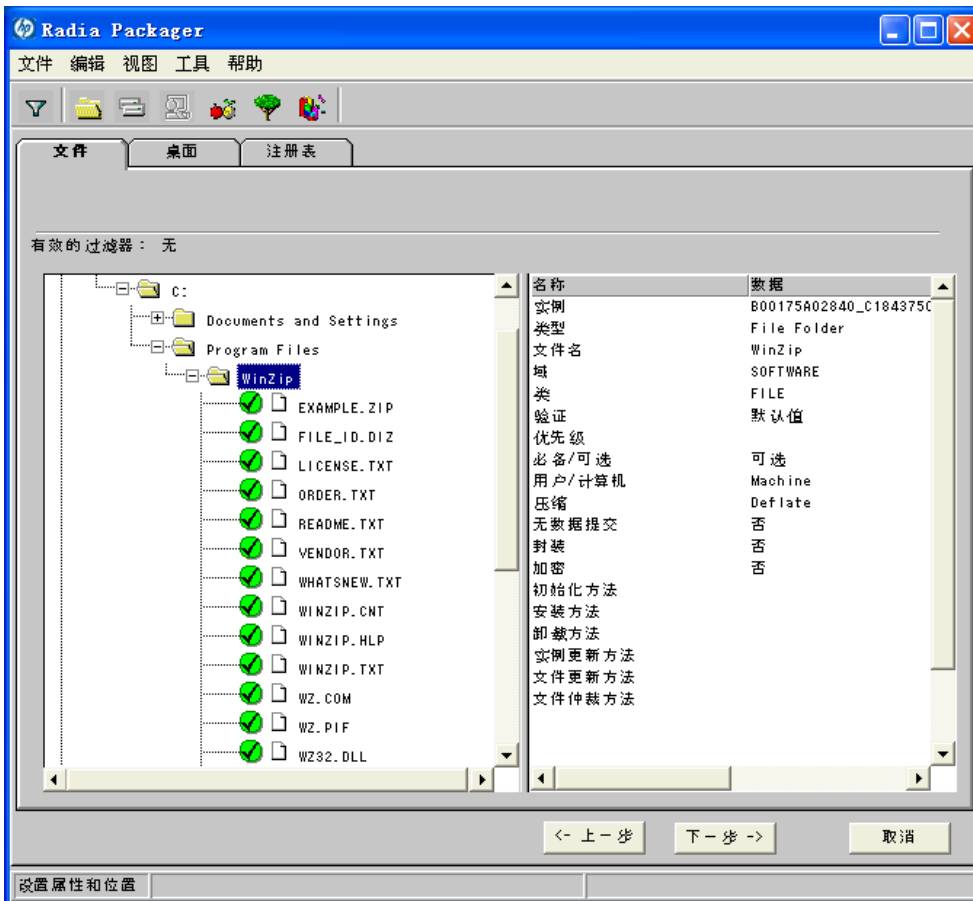 Radia Packager
文件 编辑 视图 工具 帮助
文件 桌面 注册表
有效的过滤器： 无
C:
Documents and Settings
Program Files
WinZip
EXAMPLE.ZIP
FILE_ID.DIZ
LICENSE.TXT
ORDER.TXT
README.TXT
VENDOR.TXT
WHATSNEW.TXT
WINZIP.CNT
WINZIP.HLP
WINZIP.TXT
WZ.COM
WZ.PIF
WZ32.DLL
名称 数据
实例 B00175A02840_C184375C
类型 File Folder
文件名 WinZip
域 SOFTWARE
类 FILE
验证 默认值
优先级
必备/可选 可选
用户/计算机 Machine
压缩 Deflate
无数据提交 否
封装 否
加密 否
初始化方法
安装方法
卸载方法
实例更新方法
文件更新方法
文件仲裁方法
<- 上一步 下一步 -> 取消
设置属性和位置